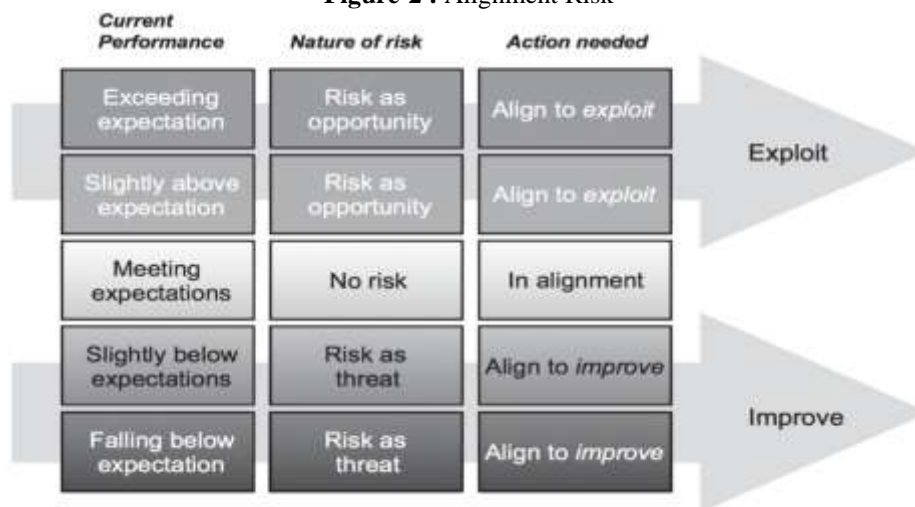 Figure 2 : Alignment Risk
Current
Performance
Nature of risk
Action needed
Exceeding
expectation
Risk as
opportunity
Align to exploit
Slightly above
expectation
Risk as
opportunity
Align to exploit
Exploit
Meeting
expectations
No risk
In alignment
Slightly below
expectations
Risk as
threat
Align to improve
Falling below
expectation
Risk as
threat
Align to improve
Improve